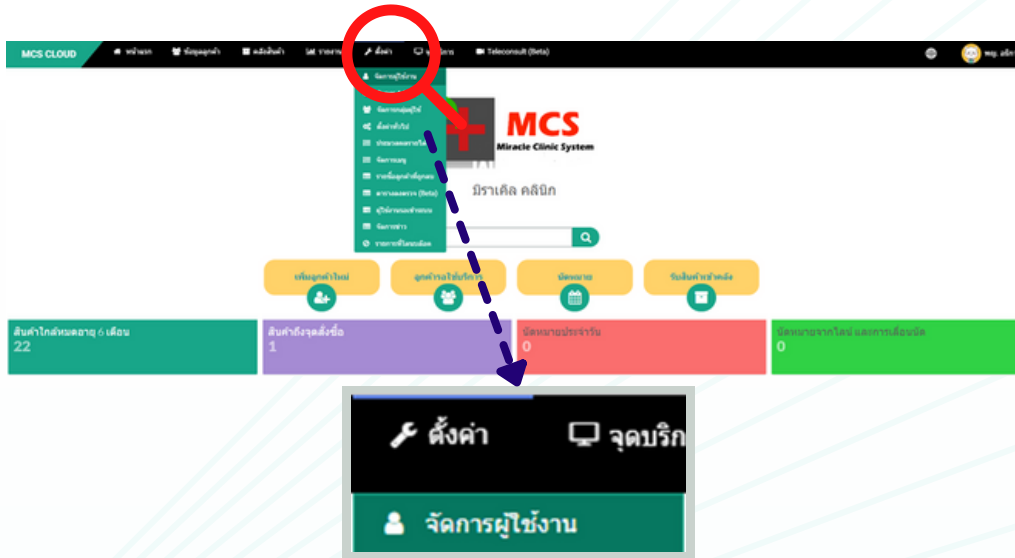 MCS CLOUD
หน้าแรก
ข้อมูลลูกค้า
คลังสินค้า
ตั้งค่า
Teleconsult (Beta)
จัดการผู้ใช้งาน
จัดการกลุ่มผู้ใช้
ตั้งค่าทั่วไป
จัดการเมนู
จัดการข่าว
MCS
Miracle Clinic System
มิราเคิล คลินิก
เพิ่มลูกค้าใหม่
ลูกค้ารอใช้บริการ
นัดหมาย
รับสินค้าเข้าคลัง
สินค้าใกล้หมดอายุ 6 เดือน
22
สินค้าถึงจุดสั่งซื้อ
1
นัดหมายประจำวัน
0
นัดหมายจากไลน์ และการเลื่อนนัด
0
ตั้งค่า
จุดบริก
จัดการผู้ใช้งาน